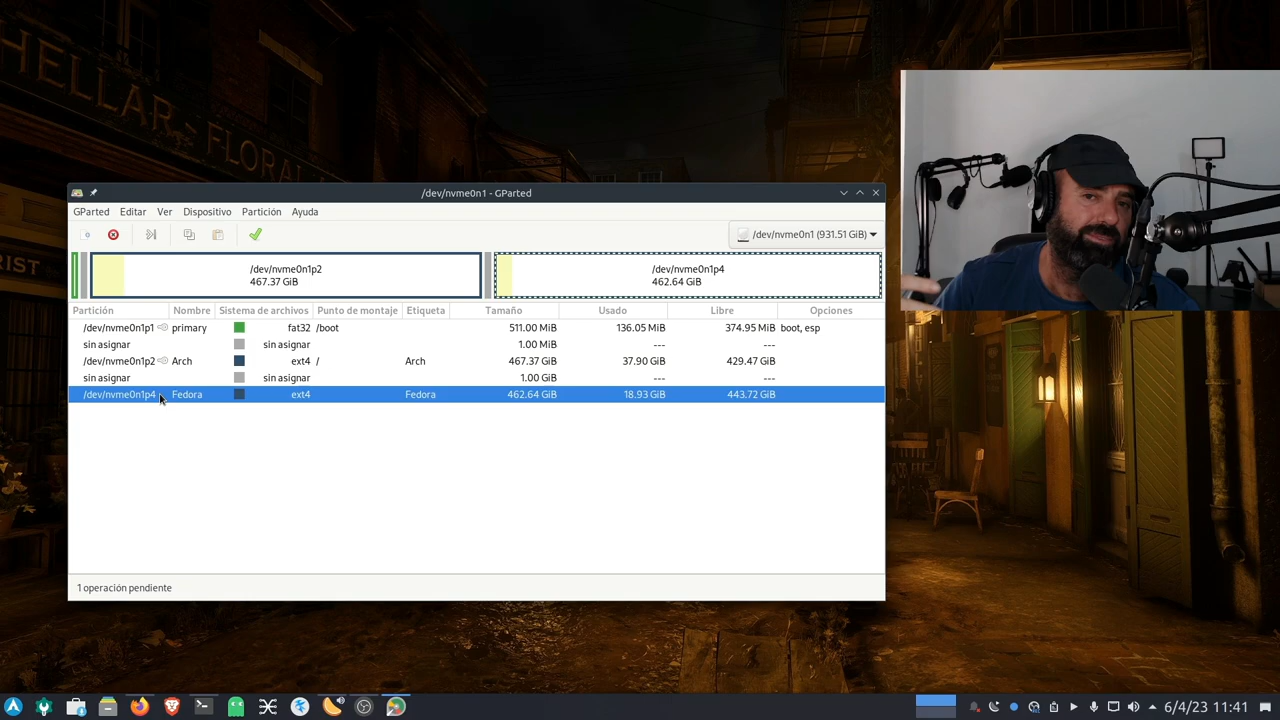 HELLAR - FLORAL
RIST
/dev/nvme0n1 - GParted
GParted Editar Ver Dispositivo Partición Ayuda
/dev/nvme0n1 (931.51 GiB)
/dev/nvme0n1p2
467.37 GiB
/dev/nvme0n1p4
462.64 GiB
Partición Nombre Sistema de archivos Punto de montaje Etiqueta Tamaño Usado Libre Opciones
/dev/nvme0n1p1 primary fat32 /boot 511.00 MiB 136.05 MiB 374.95 MiB boot, esp
sin asignar sin asignar 1.00 MiB --- ---
/dev/nvme0n1p2 Arch ext4 / Arch 467.37 GiB 37.90 GiB 429.47 GiB
sin asignar sin asignar 1.00 GiB --- ---
/dev/nvme0n1p4 Fedora ext4 Fedora 462.64 GiB 18.93 GiB 443.72 GiB
1 operación pendiente
6/4/23 11:41